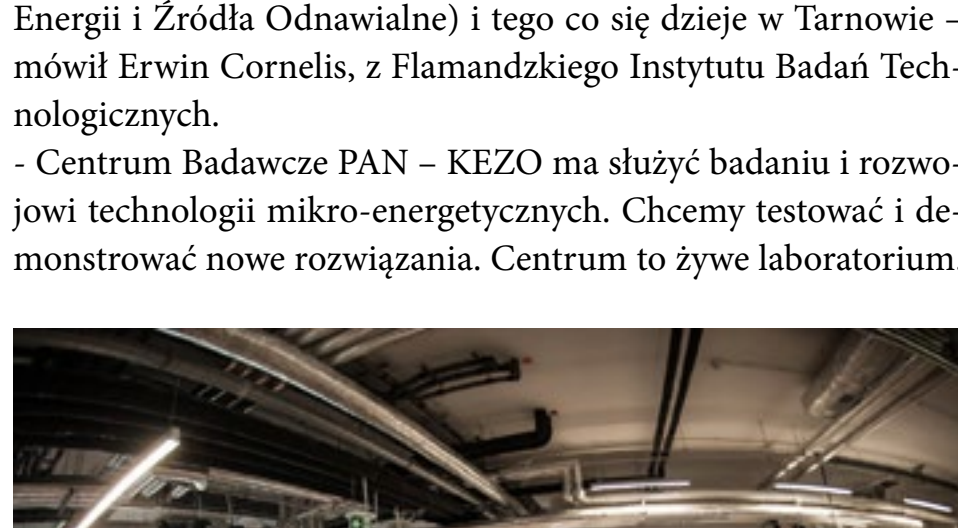 Energii i Źródła Odnawialne) i tego co się dzieje w Tarnowie –
mówił Erwin Cornelis, z Flamandzkiego Instytutu Badań Tech-
nologicznych.
- Centrum Badawcze PAN – KEZO ma służyć badaniu i rozwo-
jowi technologii mikro-energetycznych. Chcemy testować i de-
monstrować nowe rozwiązania. Centrum to żywe laboratorium.